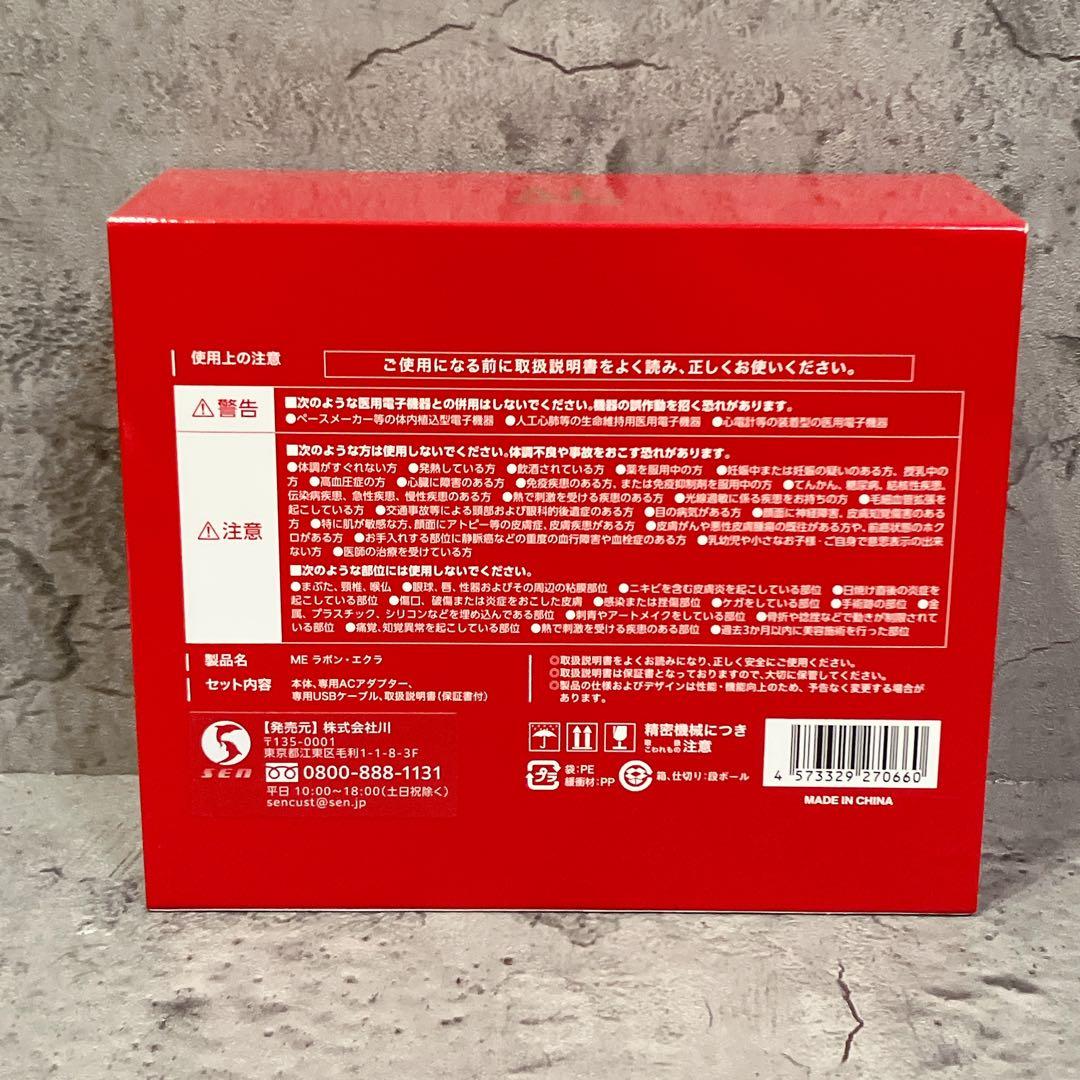 使用上の注意
ご使用になる前に取扱説明書をよく読み、正しくお使いください。
⚠警告
■次のような医用電子機器との併用はしないでください。機器の誤作動を招く恐れがあります。
●ペースメーカー等の体内植込型電子機器 ●人工心肺等の生命維持用医用電子機器 ●心電計等の装着型の医用電子機器
⚠注意
■次のような方は使用しないでください。体調不良や事故をおこす恐れがあります。
●体調がすぐれない方 ●発熱している方 ●飲酒されている方 ●薬を服用中の方 ●妊娠中または妊娠の疑いのある方、授乳中の
方 ●高血圧症の方 ●心臓に障害のある方 ●免疫疾患のある方、または免疫抑制剤を服用中の方 ●てんかん、糖尿病、結核性疾患、
伝染病疾患、急性疾患、慢性疾患のある方 ●熱で刺激を受ける疾患のある方 ●光線過敏に係る疾患をお持ちの方 ●毛細血管拡張を
起こしている方 ●交通事故等による頭部および眼科的後遺症のある方 ●目の病気がある方 ●顔面に神経障害、皮膚知覚傷害のある
方 ●特に肌が敏感な方、顔面にアトピー等の皮膚症、皮膚疾患がある方 ●皮膚がんや悪性皮膚腫瘍の既往がある方や、前癌状態のホク
ロがある方 ●お手入れする部位に静脈癌などの重度の血行障害や血栓症のある方 ●乳幼児や小さなお子様・ご自身で意思表示の出来
ない方 ●医師の治療を受けている方
■次のような部位には使用しないでください。
●まぶた、頸椎、喉仏 ●眼球、唇、性器およびその周辺の粘膜部位 ●ニキビを含む皮膚炎を起こしている部位 ●日焼け直後の炎症を
起こしている部位 ●傷口、破傷または炎症をおこした皮膚 ●感染または挫傷部位 ●ケガをしている部位 ●手術跡の部位 ●金
属、プラスチック、シリコンなどを埋め込んである部位 ●刺青やアートメイクをしている部位 ●骨折や捻挫などで動きが制限されて
いる部位 ●痛覚、知覚異常を起こしている部位 ●熱で刺激を受ける疾患のある部位 ●過去3か月以内に美容施術を行った部位
製品名 ME ラボン・エクラ
セット内容 本体、専用ACアダプター、
専用USBケーブル、取扱説明書(保証書付)
◎取扱説明書をよくお読みになり、正しく安全にご使用ください。
◎取扱説明書は保証書となっておりますので、大切に保管してください。
◎製品の仕様およびデザインは性能・機能向上のため、予告なく変更する場合が
あります。
SEN
【発売元】株式会社川
〒135-0001
東京都江東区毛利1-1-8-3F
0800-888-1131
平日 10:00～18:00(土日祝除く)
sencust@sen.jp
精密機械につき
取扱
こわれもの注意
プラ
袋:PE
緩衝材:PP
箱、仕切り:段ボール
4 573329 270660
MADE IN CHINA